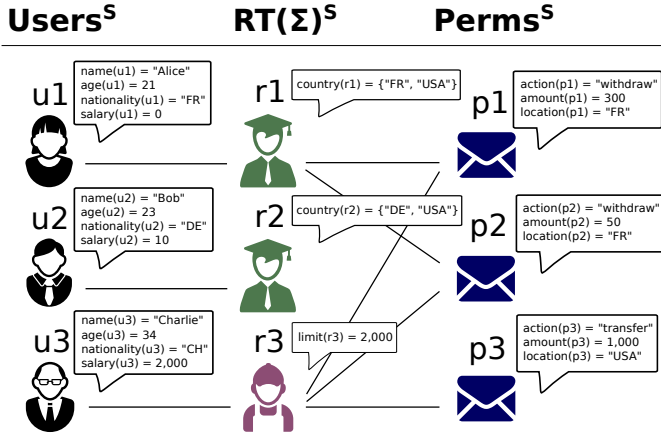 Users^S RT(Σ)^S Perms^S
u1
name(u1) = "Alice"
age(u1) = 21
nationality(u1) = "FR"
salary(u1) = 0
r1
country(r1) = {"FR", "USA"}
p1
action(p1) = "withdraw"
amount(p1) = 300
location(p1) = "FR"
u2
name(u2) = "Bob"
age(u2) = 23
nationality(u2) = "DE"
salary(u2) = 10
r2
country(r2) = {"DE", "USA"}
p2
action(p2) = "withdraw"
amount(p2) = 50
location(p2) = "FR"
u3
name(u3) = "Charlie"
age(u3) = 34
nationality(u3) = "CH"
salary(u3) = 2,000
r3
limit(r3) = 2,000
p3
action(p3) = "transfer"
amount(p3) = 1,000
location(p3) = "USA"